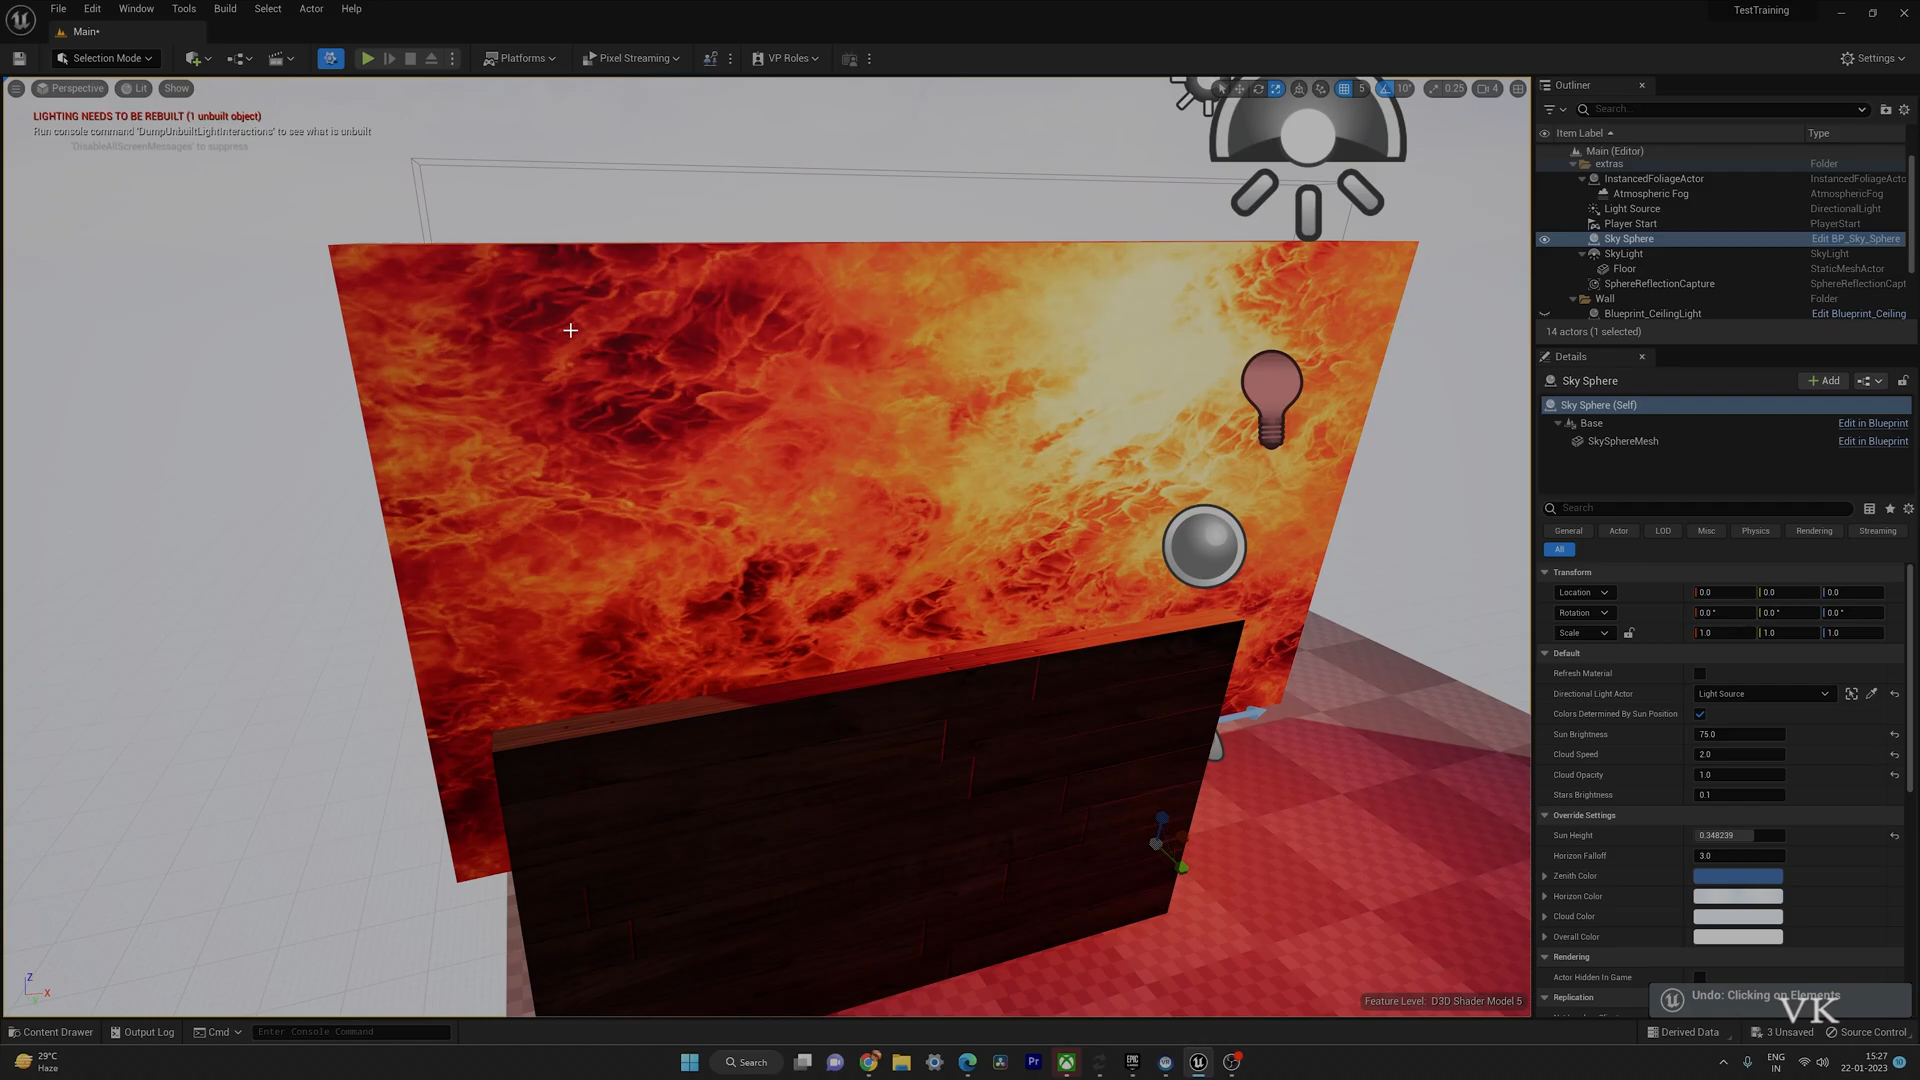 File Edit Window Tools Build Select Actor Help
TestTraining
Main*
Selection Mode
Platforms
Pixel Streaming
VP Roles
Settings
Perspective
Lit
Show
5
10°
0.25
4
LIGHTING NEEDS TO BE REBUILT (1 unbuilt object)
Run console command 'DumpUnbuiltLightInteractions' to see what is unbuilt
'DisableAllScreenMessages' to suppress
Outliner
Search...
Item Label Type
Main (Editor)
extras Folder
InstancedFoliageActor InstancedFoliageActo
Atmospheric Fog AtmosphericFog
Light Source DirectionalLight
Player Start PlayerStart
Sky Sphere Edit BP_Sky_Sphere
SkyLight SkyLight
Floor StaticMeshActor
SphereReflectionCapture SphereReflectionCapt
Wall Folder
Blueprint_CeilingLight Edit Blueprint_Ceiling
14 actors (1 selected)
Details
Sky Sphere
Add
Sky Sphere (Self)
Base Edit in Blueprint
SkySphereMesh Edit in Blueprint
Search
General Actor LOD Misc Physics Rendering Streaming
All
Transform
Location 0.0 0.0 0.0
Rotation 0.0 ° 0.0 ° 0.0 °
Scale 1.0 1.0 1.0
Default
Refresh Material
Directional Light Actor Light Source
Colors Determined By Sun Position
Sun Brightness 75.0
Cloud Speed 2.0
Cloud Opacity 1.0
Stars Brightness 0.1
Override Settings
Sun Height 0.348239
Horizon Falloff 3.0
Zenith Color
Horizon Color
Cloud Color
Overall Color
Rendering
Actor Hidden In Game
Replication
Undo: Clicking on Elements
VK
Feature Level: D3D Shader Model 5
Z
X
Y
Content Drawer
Output Log
Cmd
Enter Console Command
Derived Data
3 Unsaved
Source Control
29°C
Haze
Search
Pr
EPIC
ENG
IN
15:27
22-01-2023
10